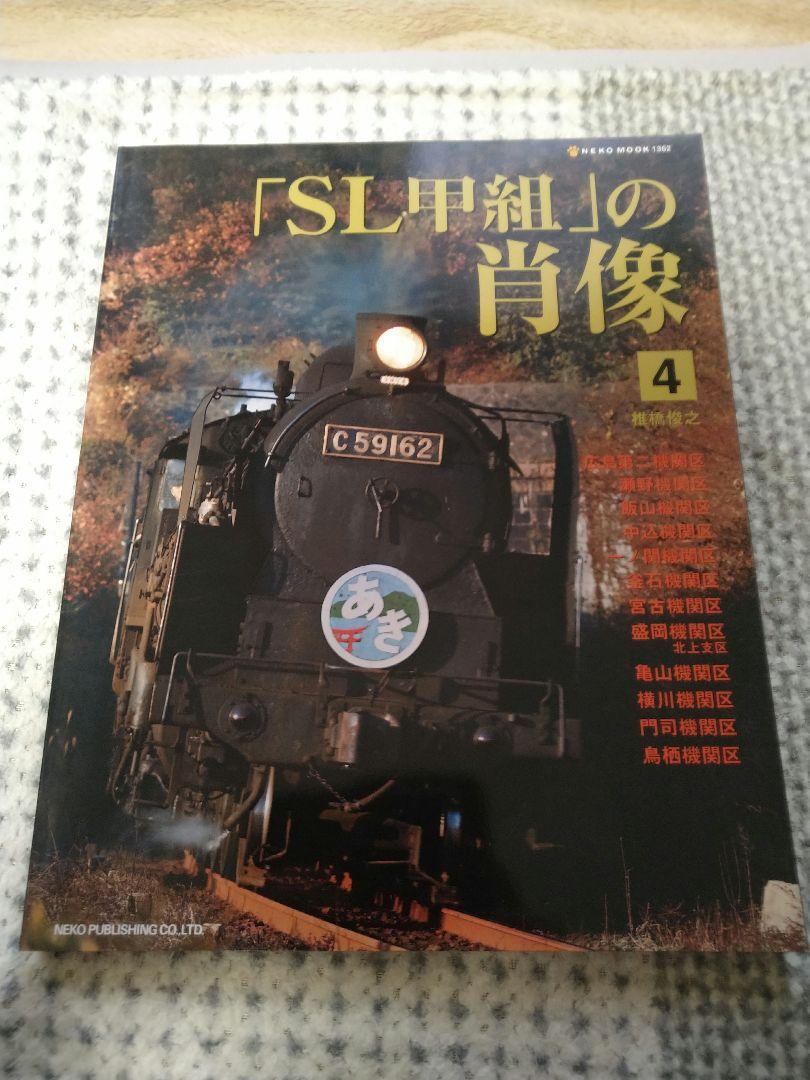 NEKO MOOK 1362
「SL甲組」の
肖像
4
椎橋俊之
C59162
あき
広島第二機関区
瀬野機関区
飯山機関区
中込機関区
一ノ関機関区
釜石機関区
宮古機関区
盛岡機関区
北上支区
亀山機関区
横川機関区
門司機関区
鳥栖機関区
NEKO PUBLISHING CO.,LTD.